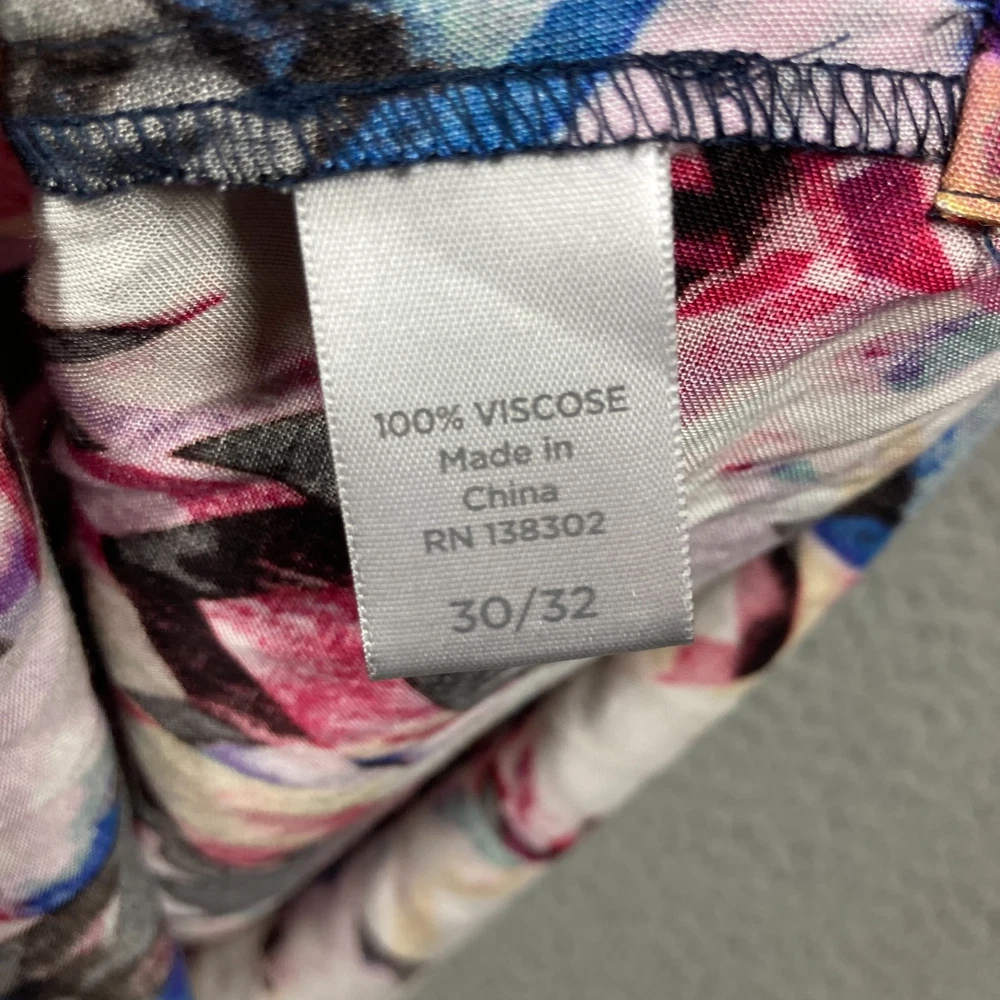 100% VISCOSE
Made in
China
RN 138302
30/32